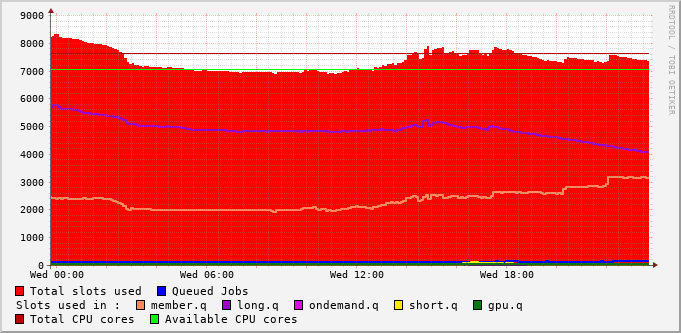 RRDTOOL / TOBI OETIKER
9000
8000
7000
6000
5000
4000
3000
2000
1000
0
Wed 00:00 Wed 06:00 Wed 12:00 Wed 18:00
Total slots used Queued Jobs
Slots used in : member.q long.q ondemand.q short.q gpu.q
Total CPU cores Available CPU cores